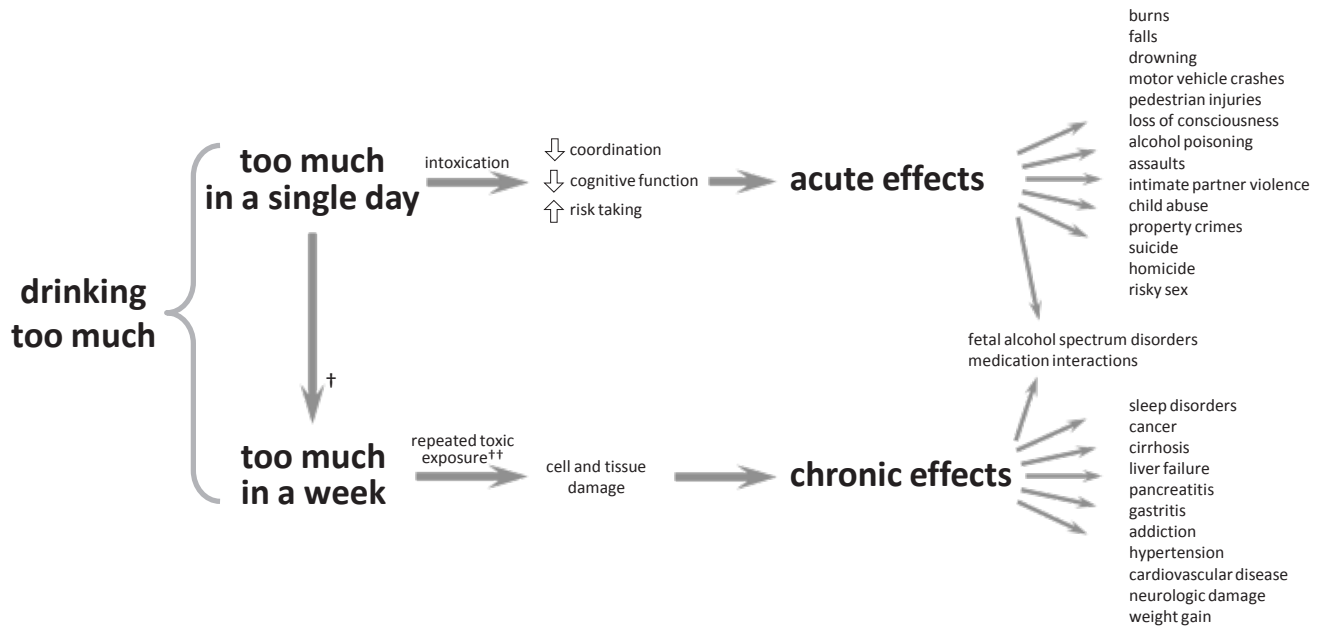 drinking
too much
too much
in a single day
intoxication
coordination
cognitive function
risk taking
acute effects
burns
falls
drowning
motor vehicle crashes
pedestrian injuries
loss of consciousness
alcohol poisoning
assaults
intimate partner violence
child abuse
property crimes
suicide
homicide
risky sex
fetal alcohol spectrum disorders
medication interactions
†
too much
in a week
repeated toxic
exposure††
cell and tissue
damage
chronic effects
sleep disorders
cancer
cirrhosis
liver failure
pancreatitis
gastritis
addiction
hypertension
cardiovascular disease
neurologic damage
weight gain